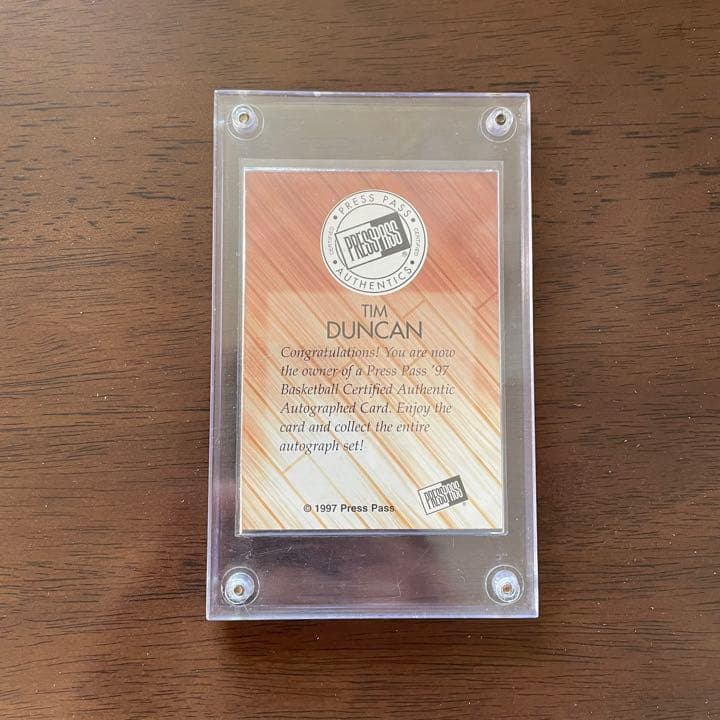 PRESS PASS
CERTIFIED
PRESS PASS
®
CERTIFIED
AUTHENTICS
TIM
DUNCAN
Congratulations! You are now
the owner of a Press Pass '97
Basketball Certified Authentic
Autographed Card. Enjoy the
card and collect the entire
autograph set!
PRESS PASS
®
© 1997 Press Pass